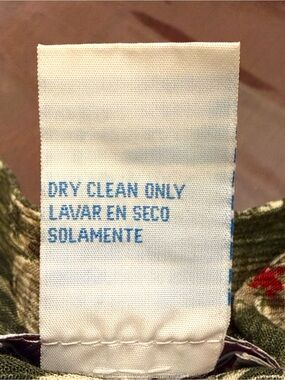 DRY CLEAN ONLY
LAVAR EN SECO
SOLAMENTE